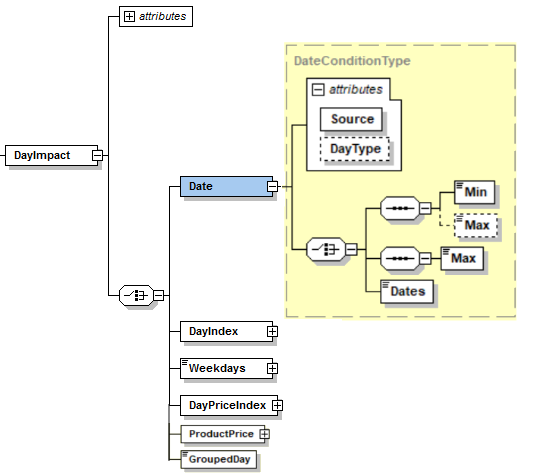 attributes
DateConditionType
attributes
Source
DayType
DayImpact
Date
Min
Max
Max
Dates
DayIndex
Weekdays
DayPriceIndex
ProductPrice
GroupedDay